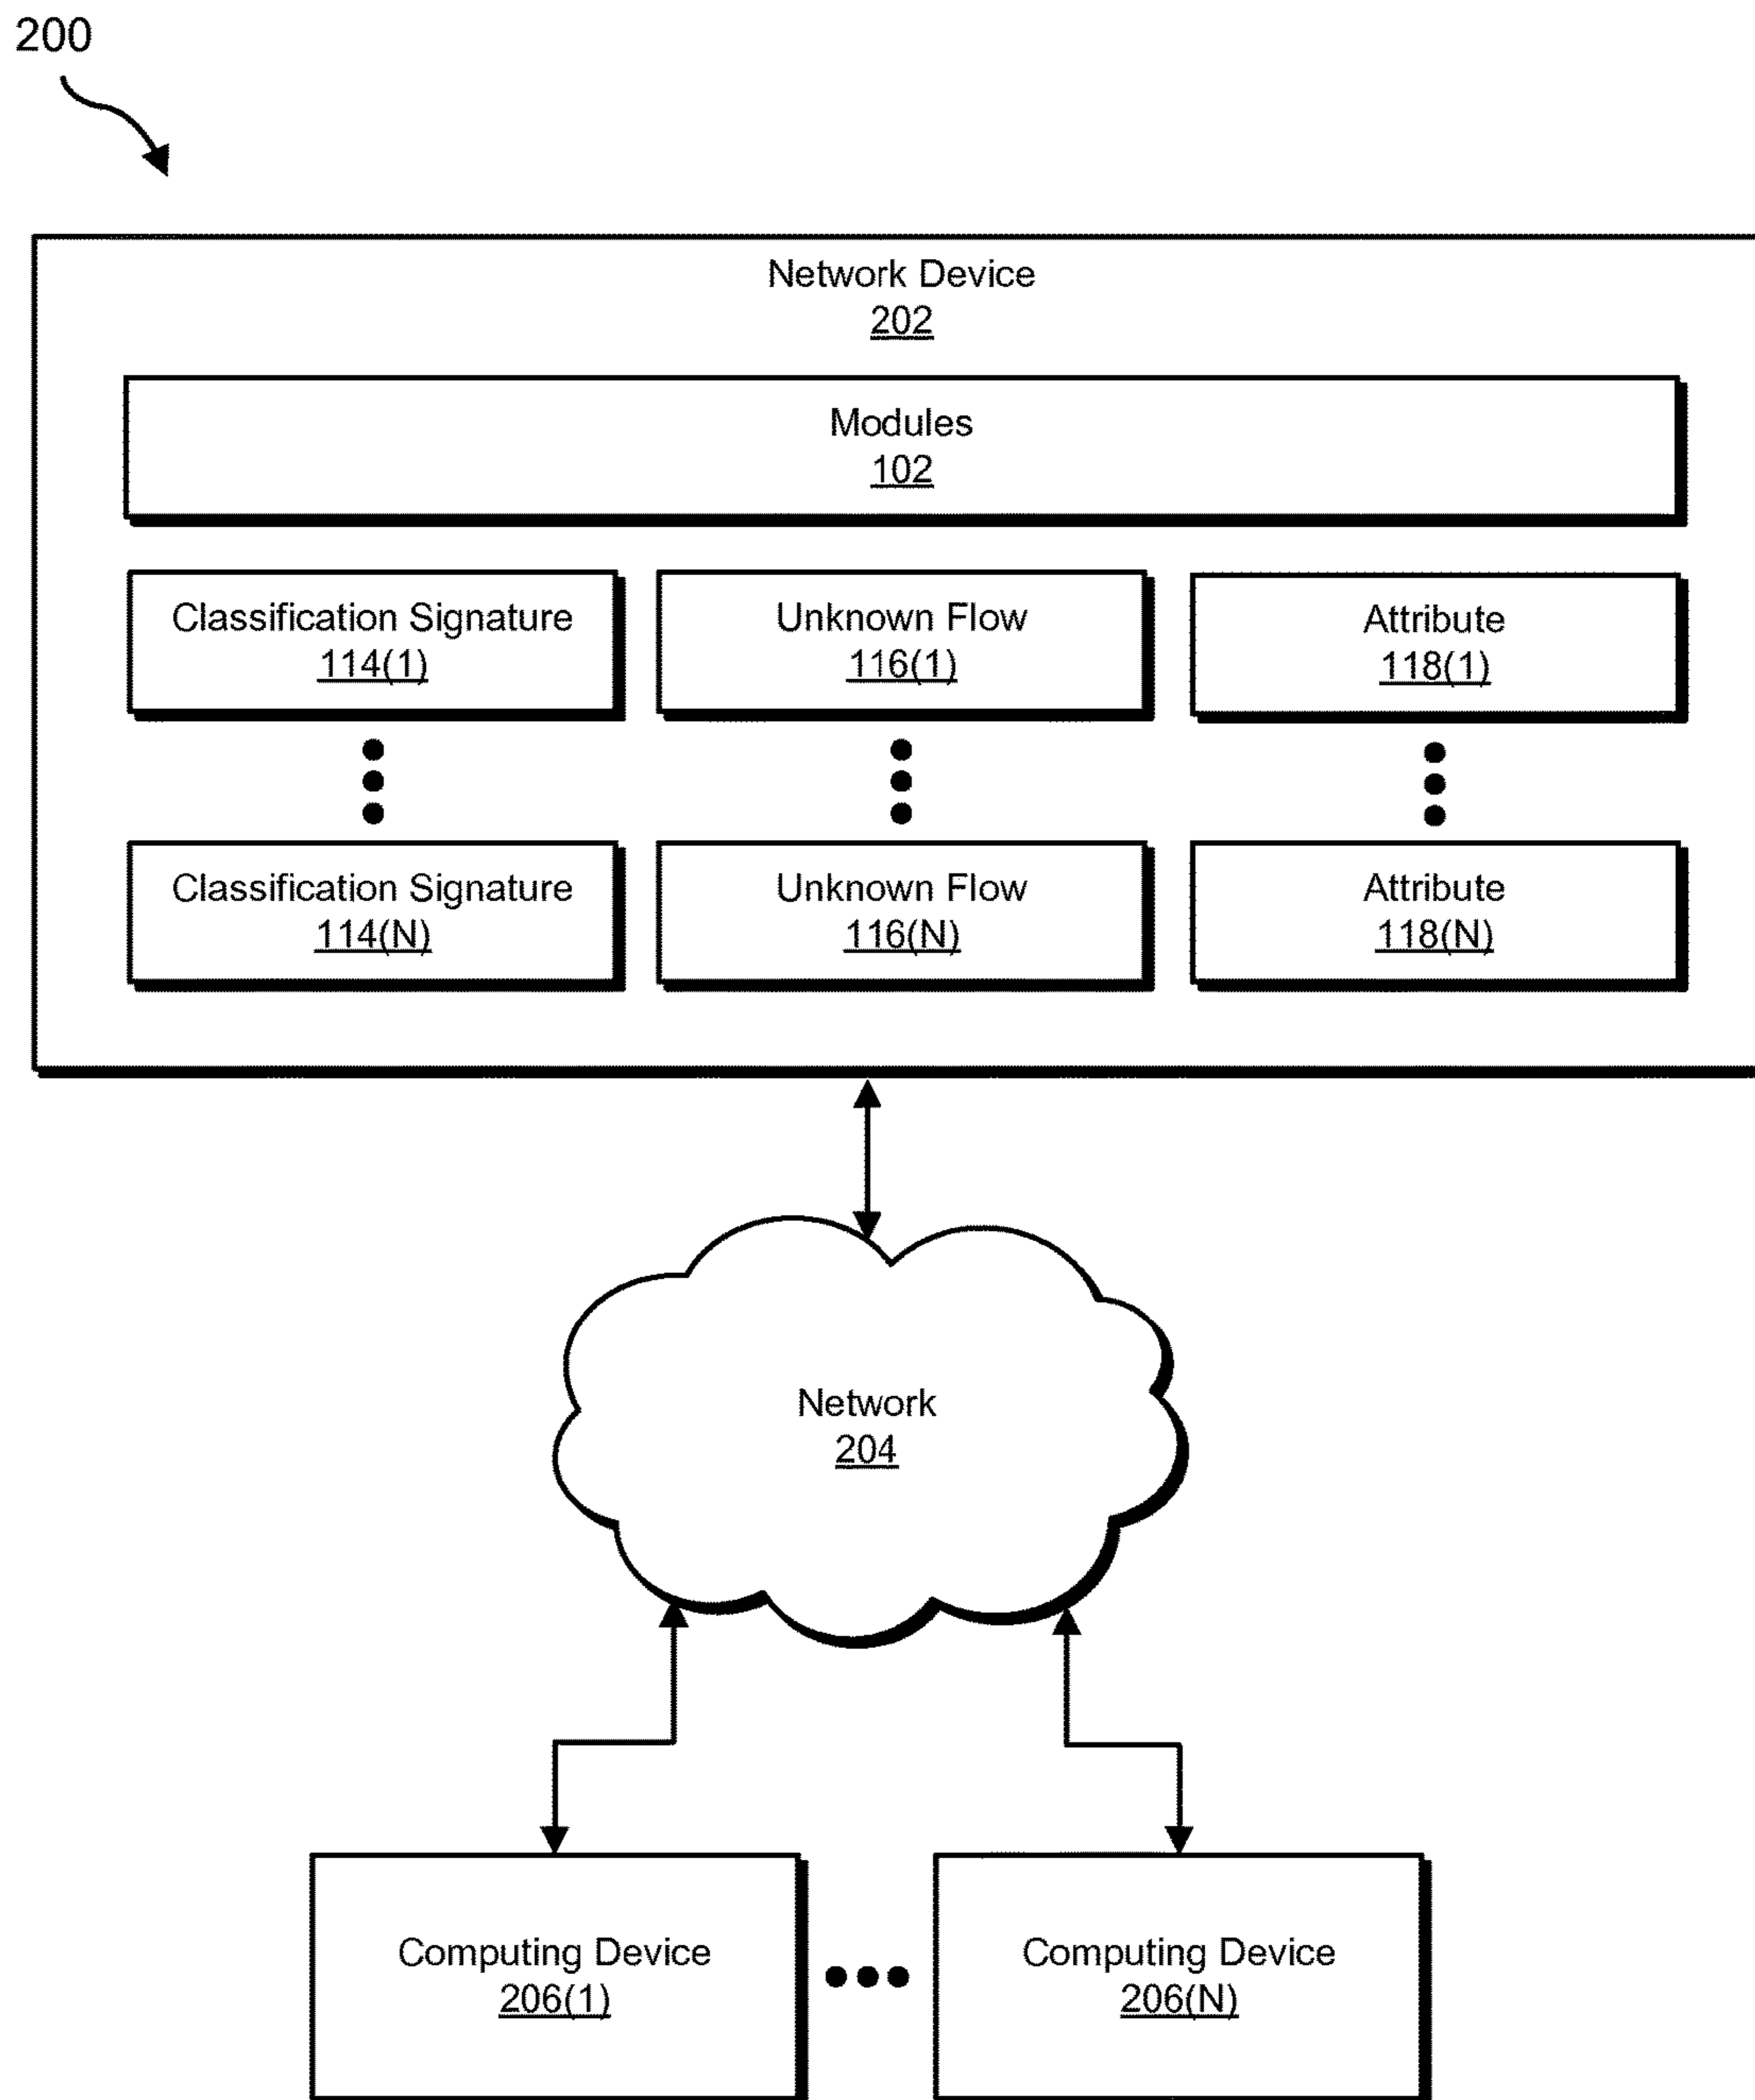 200
Network Device
202
Modules
102
Classification Signature
114(1)
Unknown Flow
116(1)
Attribute
118(1)
Classification Signature
114(N)
Unknown Flow
116(N)
Attribute
118(N)
Network
204
Computing Device
206(1)
Computing Device
206(N)